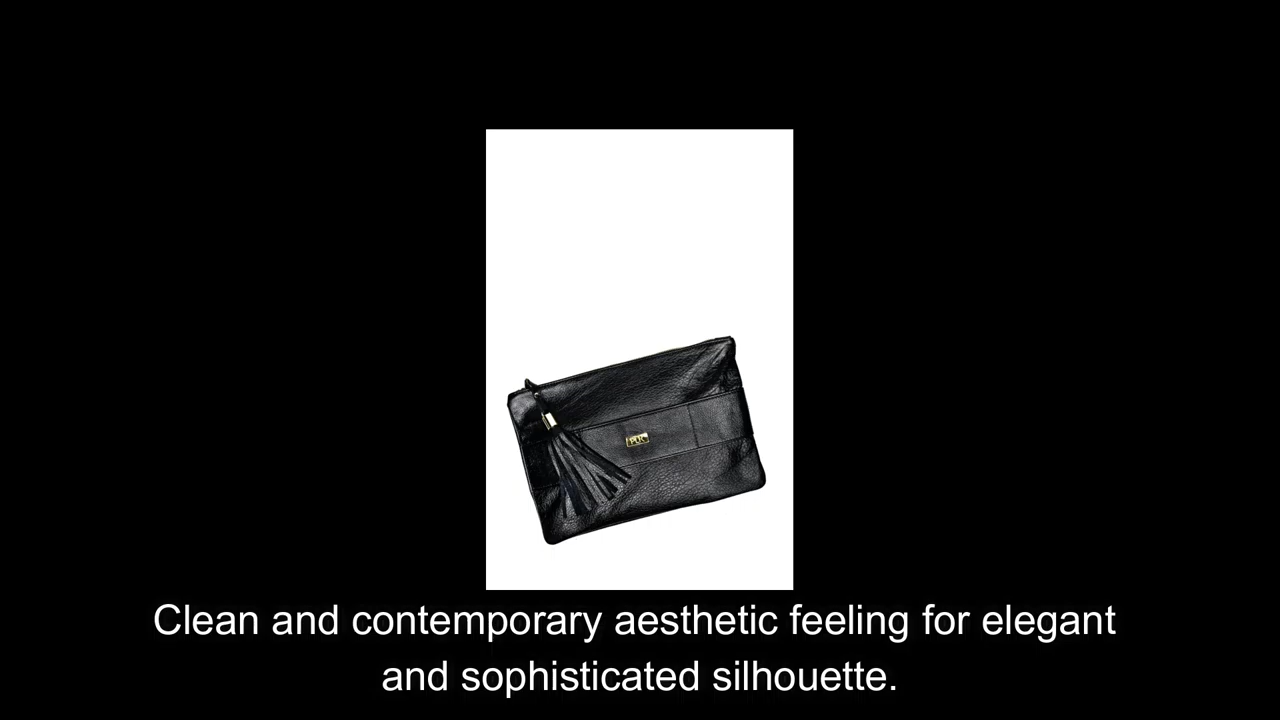 Clean and contemporary aesthetic feeling for elegant
and sophisticated silhouette.